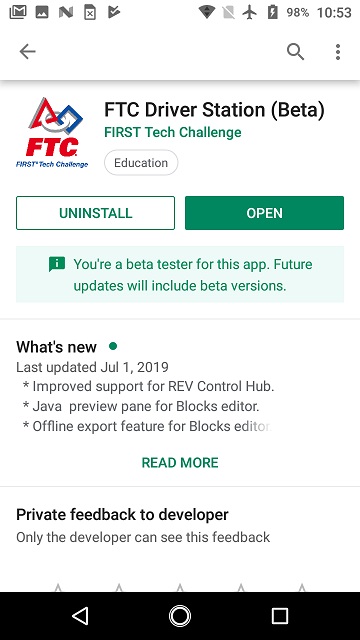 98% 10:53
FTC Driver Station (Beta)
FIRST Tech Challenge
FTC
FIRST Tech Challenge
Education
UNINSTALL
OPEN
You're a beta tester for this app. Future
updates will include beta versions.
What's new
Last updated Jul 1, 2019
* Improved support for REV Control Hub.
* Java preview pane for Blocks editor.
* Offline export feature for Blocks editor
READ MORE
Private feedback to developer
Only the developer can see this feedback